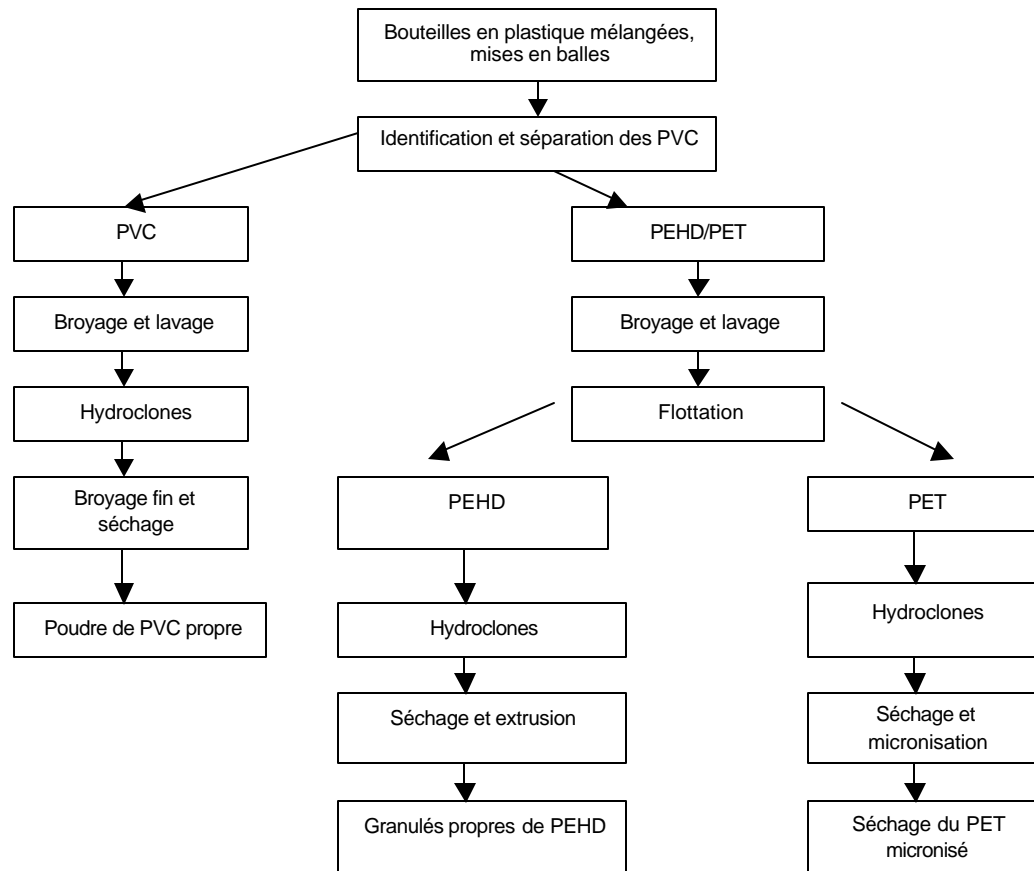 Bouteilles en plastique mélangées,
mises en balles
Identification et séparation des PVC
PVC
PEHD/PET
Broyage et lavage
Broyage et lavage
Hydroclones
Flottation
Broyage fin et
séchage
PEHD
PET
Poudre de PVC propre
Hydroclones
Hydroclones
Séchage et extrusion
Séchage et
micronisation
Granulés propres de PEHD
Séchage du PET
micronisé